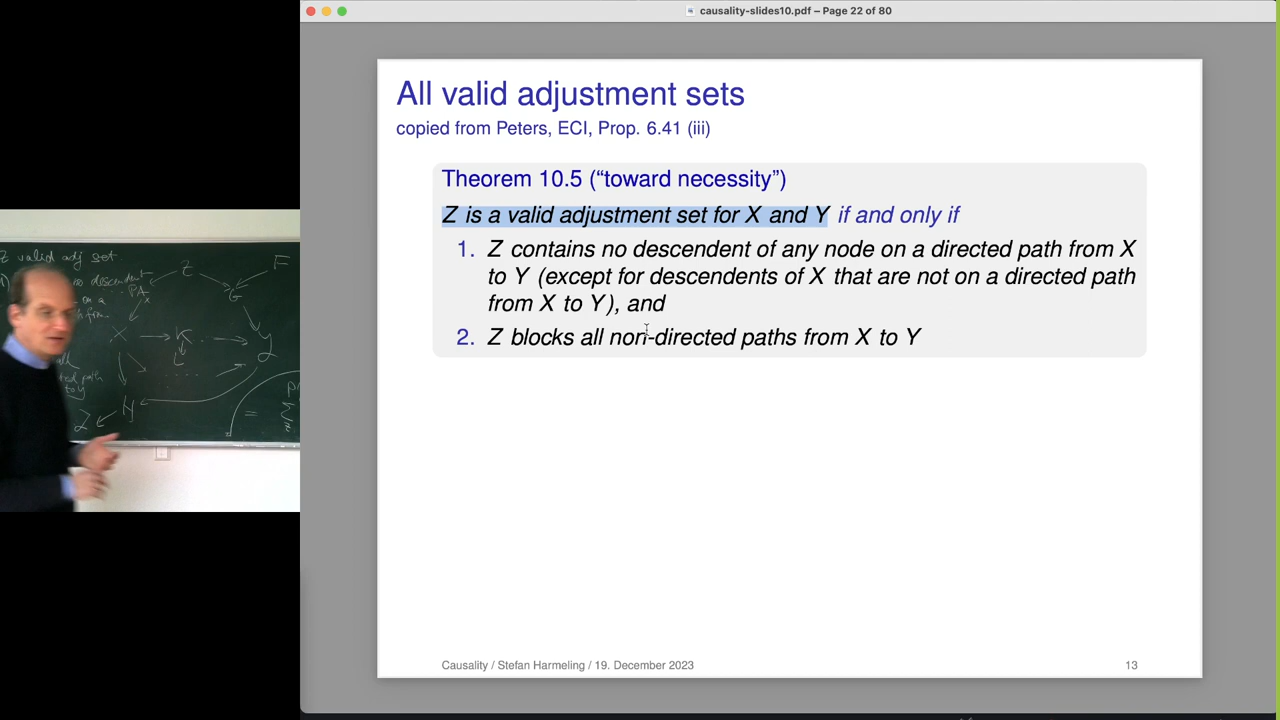 causality-slides10.pdf – Page 22 of 80
All valid adjustment sets
copied from Peters, ECI, Prop. 6.41 (iii)
Theorem 10.5 (“toward necessity”)
Z is a valid adjustment set for X and Y if and only if
1. Z contains no descendent of any node on a directed path from X
to Y (except for descendents of X that are not on a directed path
from X to Y), and
2. Z blocks all non-directed paths from X to Y
Causality / Stefan Harmeling / 19. December 2023
13
Z valid adj set
no descendent
on a
Z
F
X
K
L
Y
Z
H
=